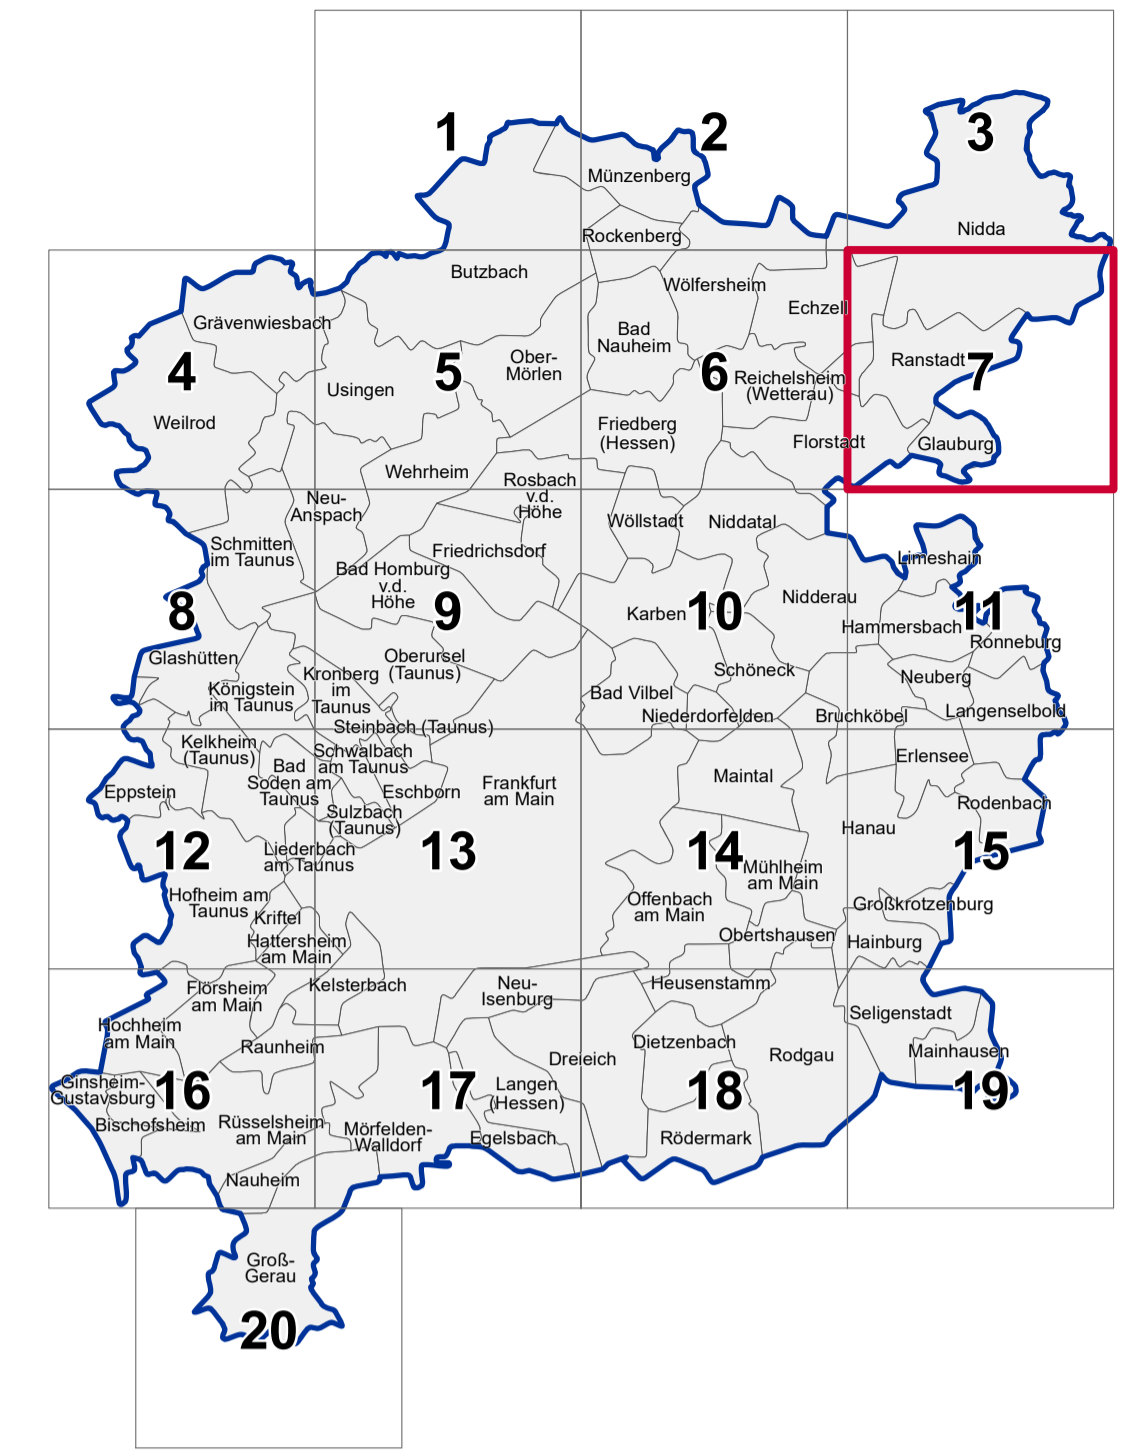 1
2
3
Münzenberg
Nidda
Rockenberg
Butzbach
Wölfersheim
Echzell
Grävenwiesbach
Bad
Nauheim
4
5
Ober-
Mörlen
6
Reichelsheim
(Wetterau)
Ranstadt
7
Usingen
Weilrod
Friedberg
(Hessen)
Florstadt
Glauburg
Wehrheim
Rosbach
v.d.
Höhe
Neu-
Anspach
Wöllstadt
Niddatal
Schmitten
im Taunus
Friedrichsdorf
Limeshain
Bad Homburg
v.d.
Höhe
8
9
10
11
Nidderau
Karben
Hammersbach
Ronneburg
Glashütten
Oberursel
(Taunus)
Schöneck
Neuberg
Königstein
im Taunus
Kronberg
im
Taunus
Bad Vilbel
Niederdorfelden
Bruchköbel
Langenselbold
Steinbach (Taunus)
Kelkheim
(Taunus)
Schwalbach
am Taunus
Erlensee
Bad
Soden am
Taunus
Maintal
Eppstein
Eschborn
Frankfurt
am Main
Rodenbach
Sulzbach
(Taunus)
Hanau
12
Liederbach
am Taunus
13
14
15
Mühlheim
am Main
Hofheim am
Taunus
Offenbach
am Main
Großkrotzenburg
Kriftel
Hattersheim
am Main
Obertshausen
Hainburg
Flörsheim
am Main
Kelsterbach
Neu-
Isenburg
Heusenstamm
Seligenstadt
Hochheim
am Main
Raunheim
Dreieich
Dietzenbach
Rodgau
Mainhausen
Ginsheim-
Gustavsburg
16
17
Langen
(Hessen)
18
19
Bischofsheim
Rüsselsheim
am Main
Mörfelden-
Walldorf
Egelsbach
Rödermark
Nauheim
Groß-
Gerau
20